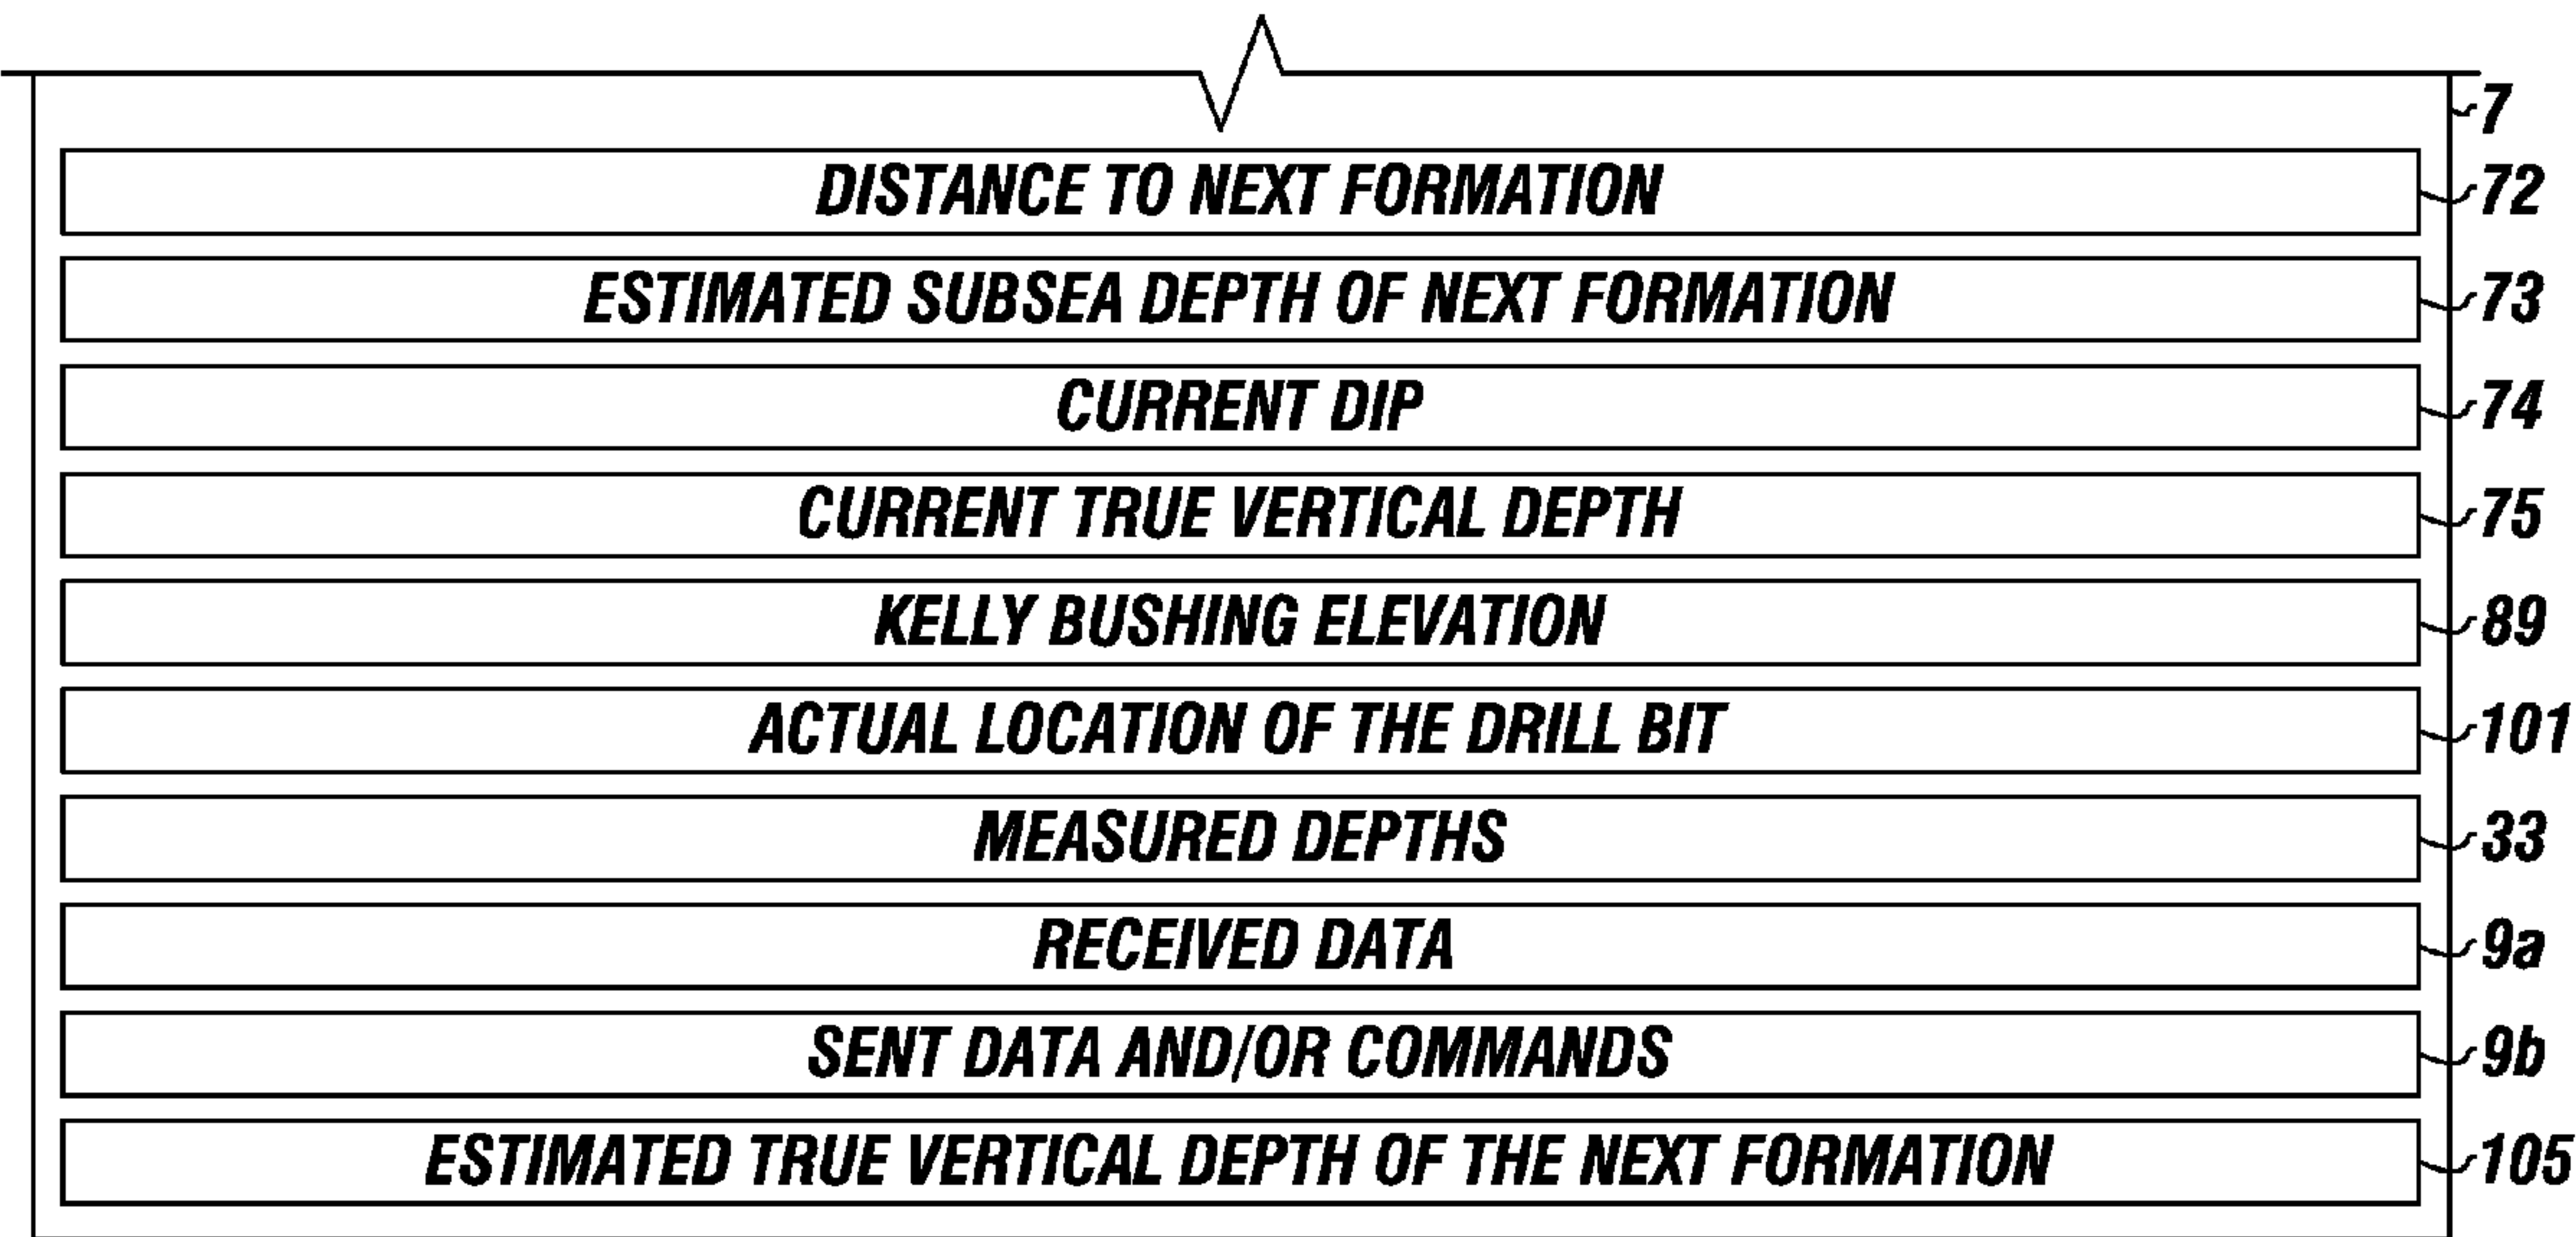 7
DISTANCE TO NEXT FORMATION 72
ESTIMATED SUBSEA DEPTH OF NEXT FORMATION 73
CURRENT DIP 74
CURRENT TRUE VERTICAL DEPTH 75
KELLY BUSHING ELEVATION 89
ACTUAL LOCATION OF THE DRILL BIT 101
MEASURED DEPTHS 33
RECEIVED DATA 9a
SENT DATA AND/OR COMMANDS 9b
ESTIMATED TRUE VERTICAL DEPTH OF THE NEXT FORMATION 105